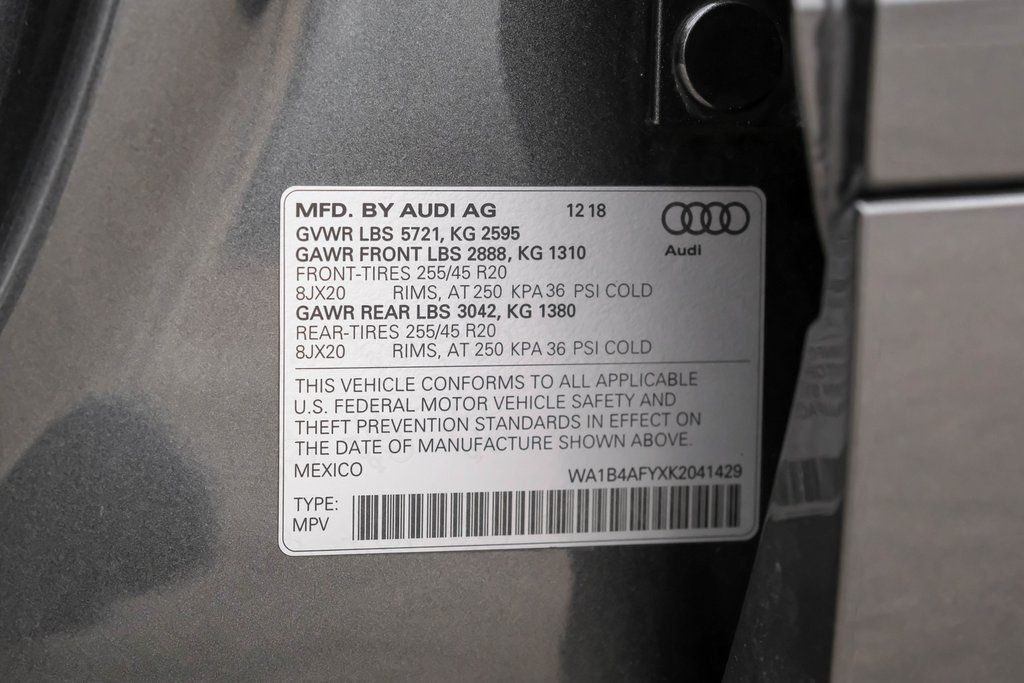 MFD. BY AUDI AG 12 18
GVWR LBS 5721, KG 2595
GAWR FRONT LBS 2888, KG 1310
Audi
FRONT-TIRES 255/45 R20
8JX20 RIMS, AT 250 KPA 36 PSI COLD
GAWR REAR LBS 3042, KG 1380
REAR-TIRES 255/45 R20
8JX20 RIMS, AT 250 KPA 36 PSI COLD
THIS VEHICLE CONFORMS TO ALL APPLICABLE
U.S. FEDERAL MOTOR VEHICLE SAFETY AND
THEFT PREVENTION STANDARDS IN EFFECT ON
THE DATE OF MANUFACTURE SHOWN ABOVE.
MEXICO WA1B4AFYXK2041429
TYPE:
MPV